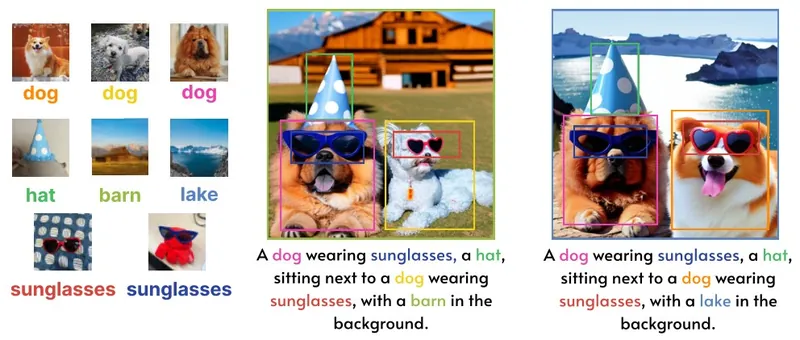 dog dog dog
hat barn lake
sunglasses sunglasses
A dog wearing sunglasses, a hat,
sitting next to a dog wearing
sunglasses, with a barn in the
background.
A dog wearing sunglasses, a hat,
sitting next to a dog wearing
sunglasses, with a lake in the
background.